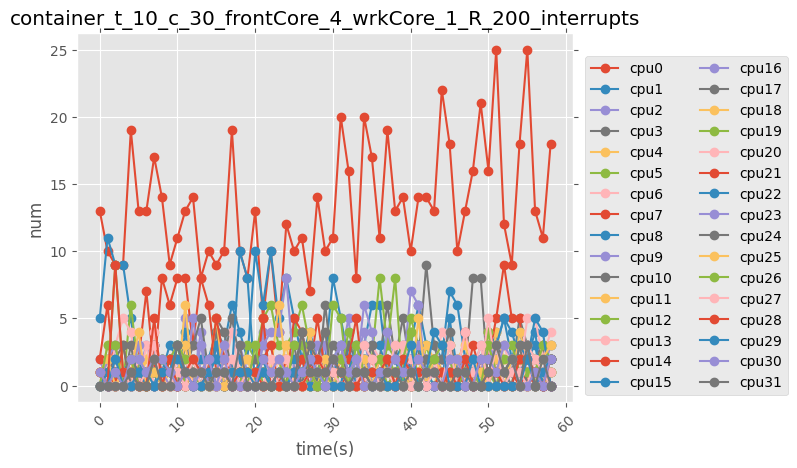 container_t_10_c_30_frontCore_4_wrkCore_1_R_200_interrupts
num
25
20
15
10
5
0
0
10
20
30
40
50
60
time(s)
cpu0
cpu1
cpu2
cpu3
cpu4
cpu5
cpu6
cpu7
cpu8
cpu9
cpu10
cpu11
cpu12
cpu13
cpu14
cpu15
cpu16
cpu17
cpu18
cpu19
cpu20
cpu21
cpu22
cpu23
cpu24
cpu25
cpu26
cpu27
cpu28
cpu29
cpu30
cpu31